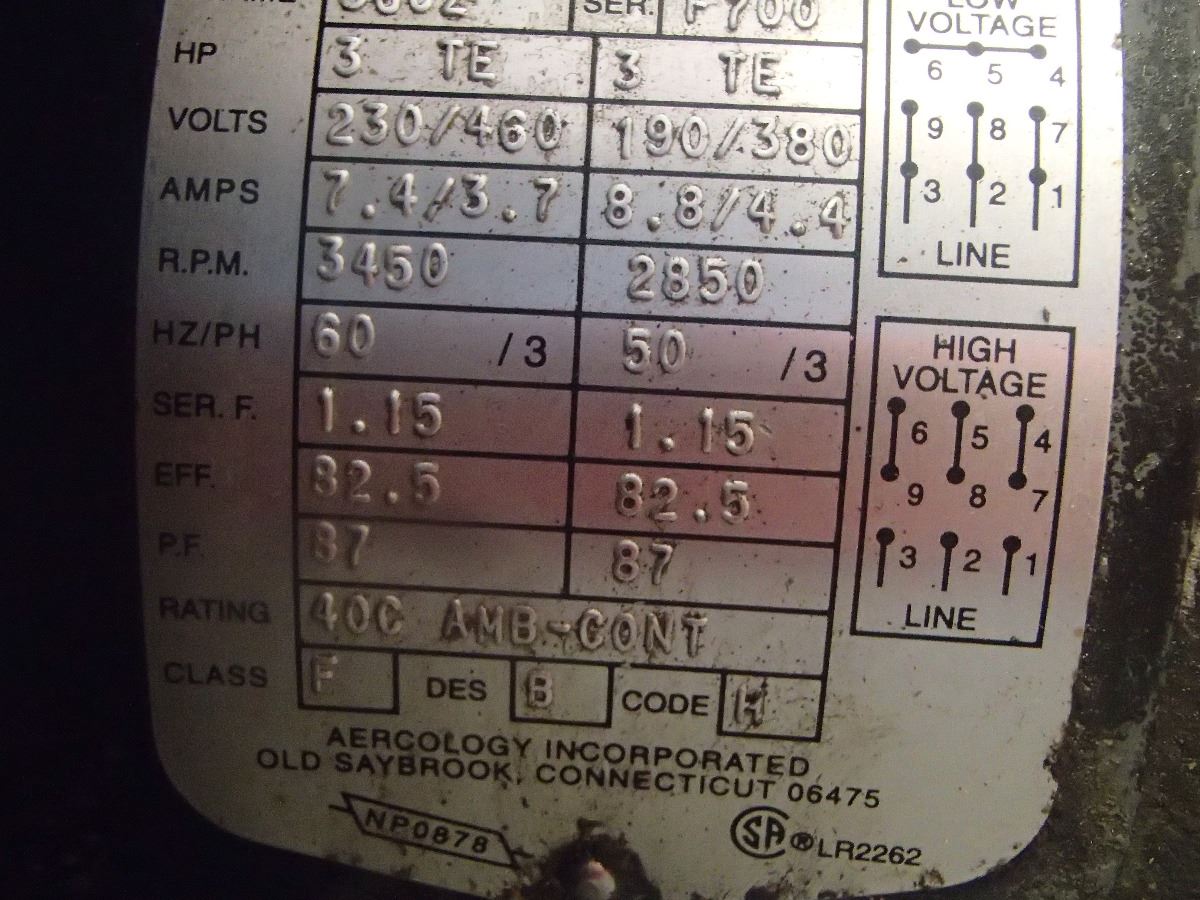 SER. F700
HP 3 TE 3 TE
VOLTS 230/460 190/380
AMPS 7.4/3.7 8.8/4.4
R.P.M. 3450 2850
HZ/PH 60 /3 50 /3
SER. F. 1.15 1.15
EFF. 82.5 82.5
P.F. 87 87
RATING 40C AMB-CONT
CLASS F DES B CODE H
AERCOLOGY INCORPORATED
OLD SAYBROOK, CONNECTICUT 06475
NP0878
SA ® LR2262
LOW
VOLTAGE
6 5 4
9 8 7
3 2 1
LINE
HIGH
VOLTAGE
6 5 4
9 8 7
3 2 1
LINE